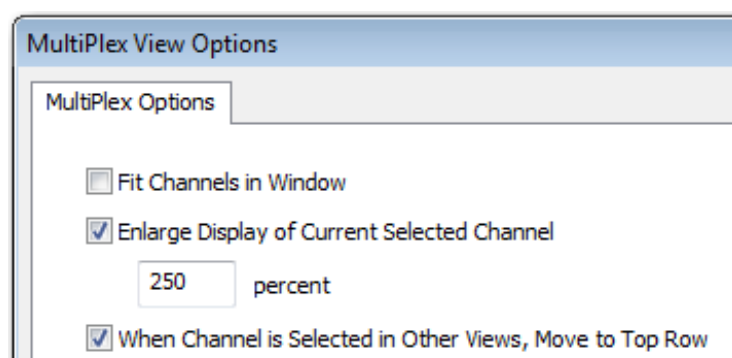 MultiPlex View Options
MultiPlex Options
Fit Channels in Window
Enlarge Display of Current Selected Channel
250 percent
When Channel is Selected in Other Views, Move to Top Row